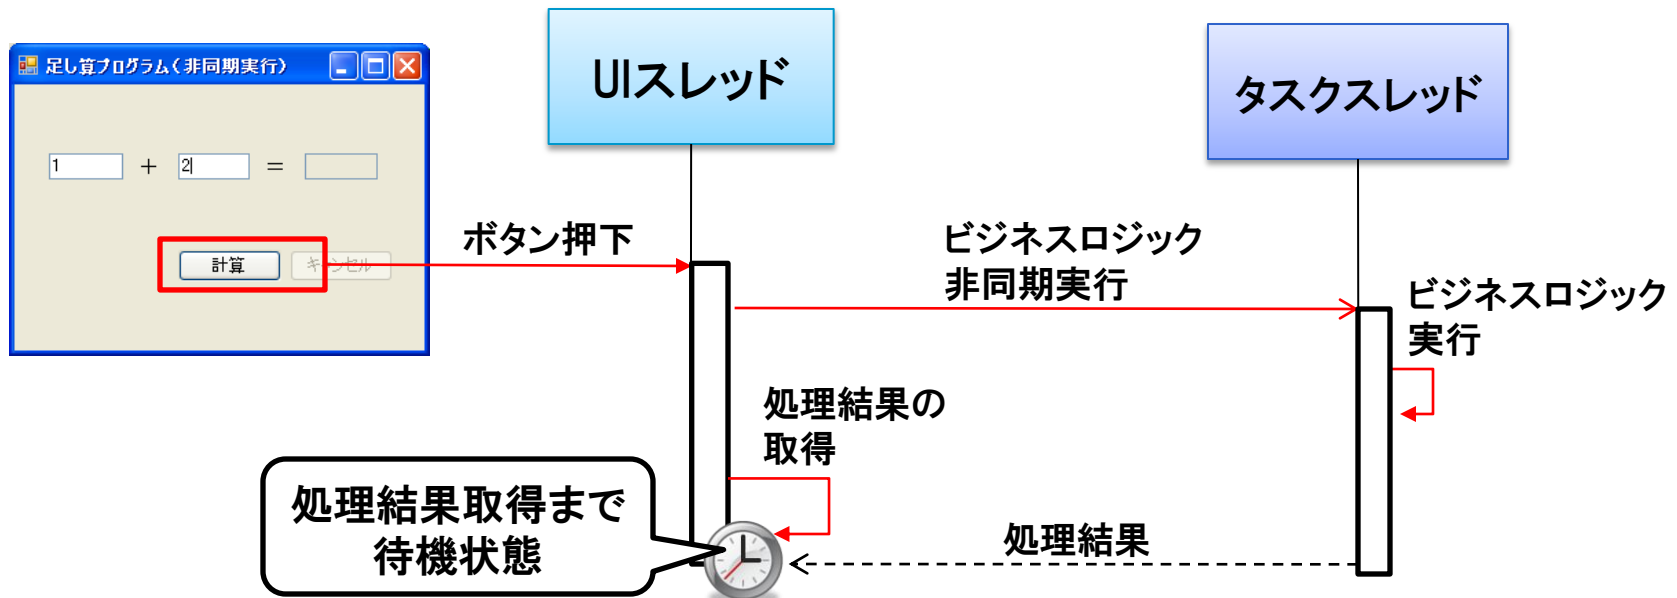 足し算プログラム(非同期実行)
1 + 2 =
計算 キャンセル
UIスレッド
タスクスレッド
ボタン押下
ビジネスロジック
非同期実行
ビジネスロジック
実行
処理結果の
取得
処理結果取得まで
待機状態
処理結果